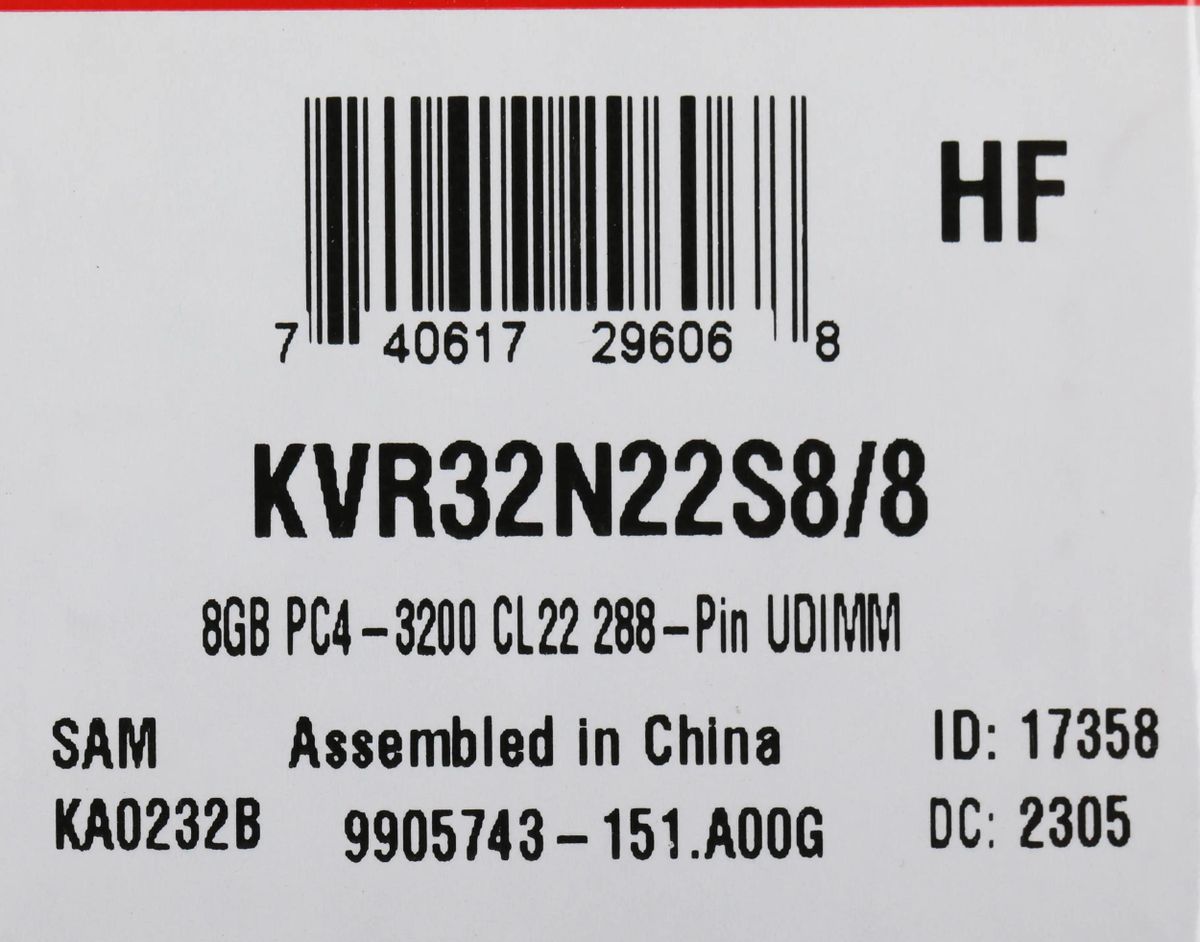 HF
7 40617 29606 8
KVR32N22S8/8
8GB PC4-3200 CL22 288-Pin UDIMM
SAM Assembled in China ID: 17358
KA0232B 9905743-151.A00G DC: 2305